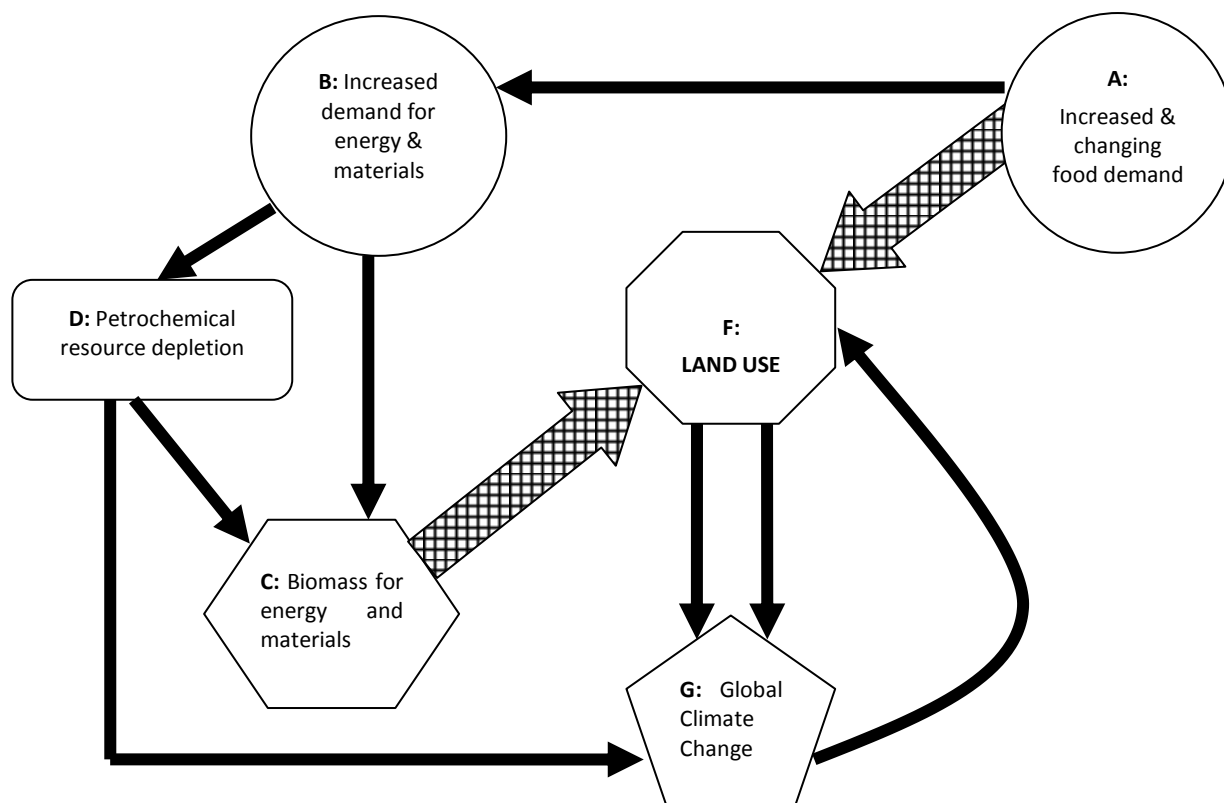 B: Increased
demand for
energy &
materials
A:
Increased &
changing
food demand
D: Petrochemical
resource depletion
F:
LAND USE
C: Biomass for
energy and
materials
G: Global
Climate
Change